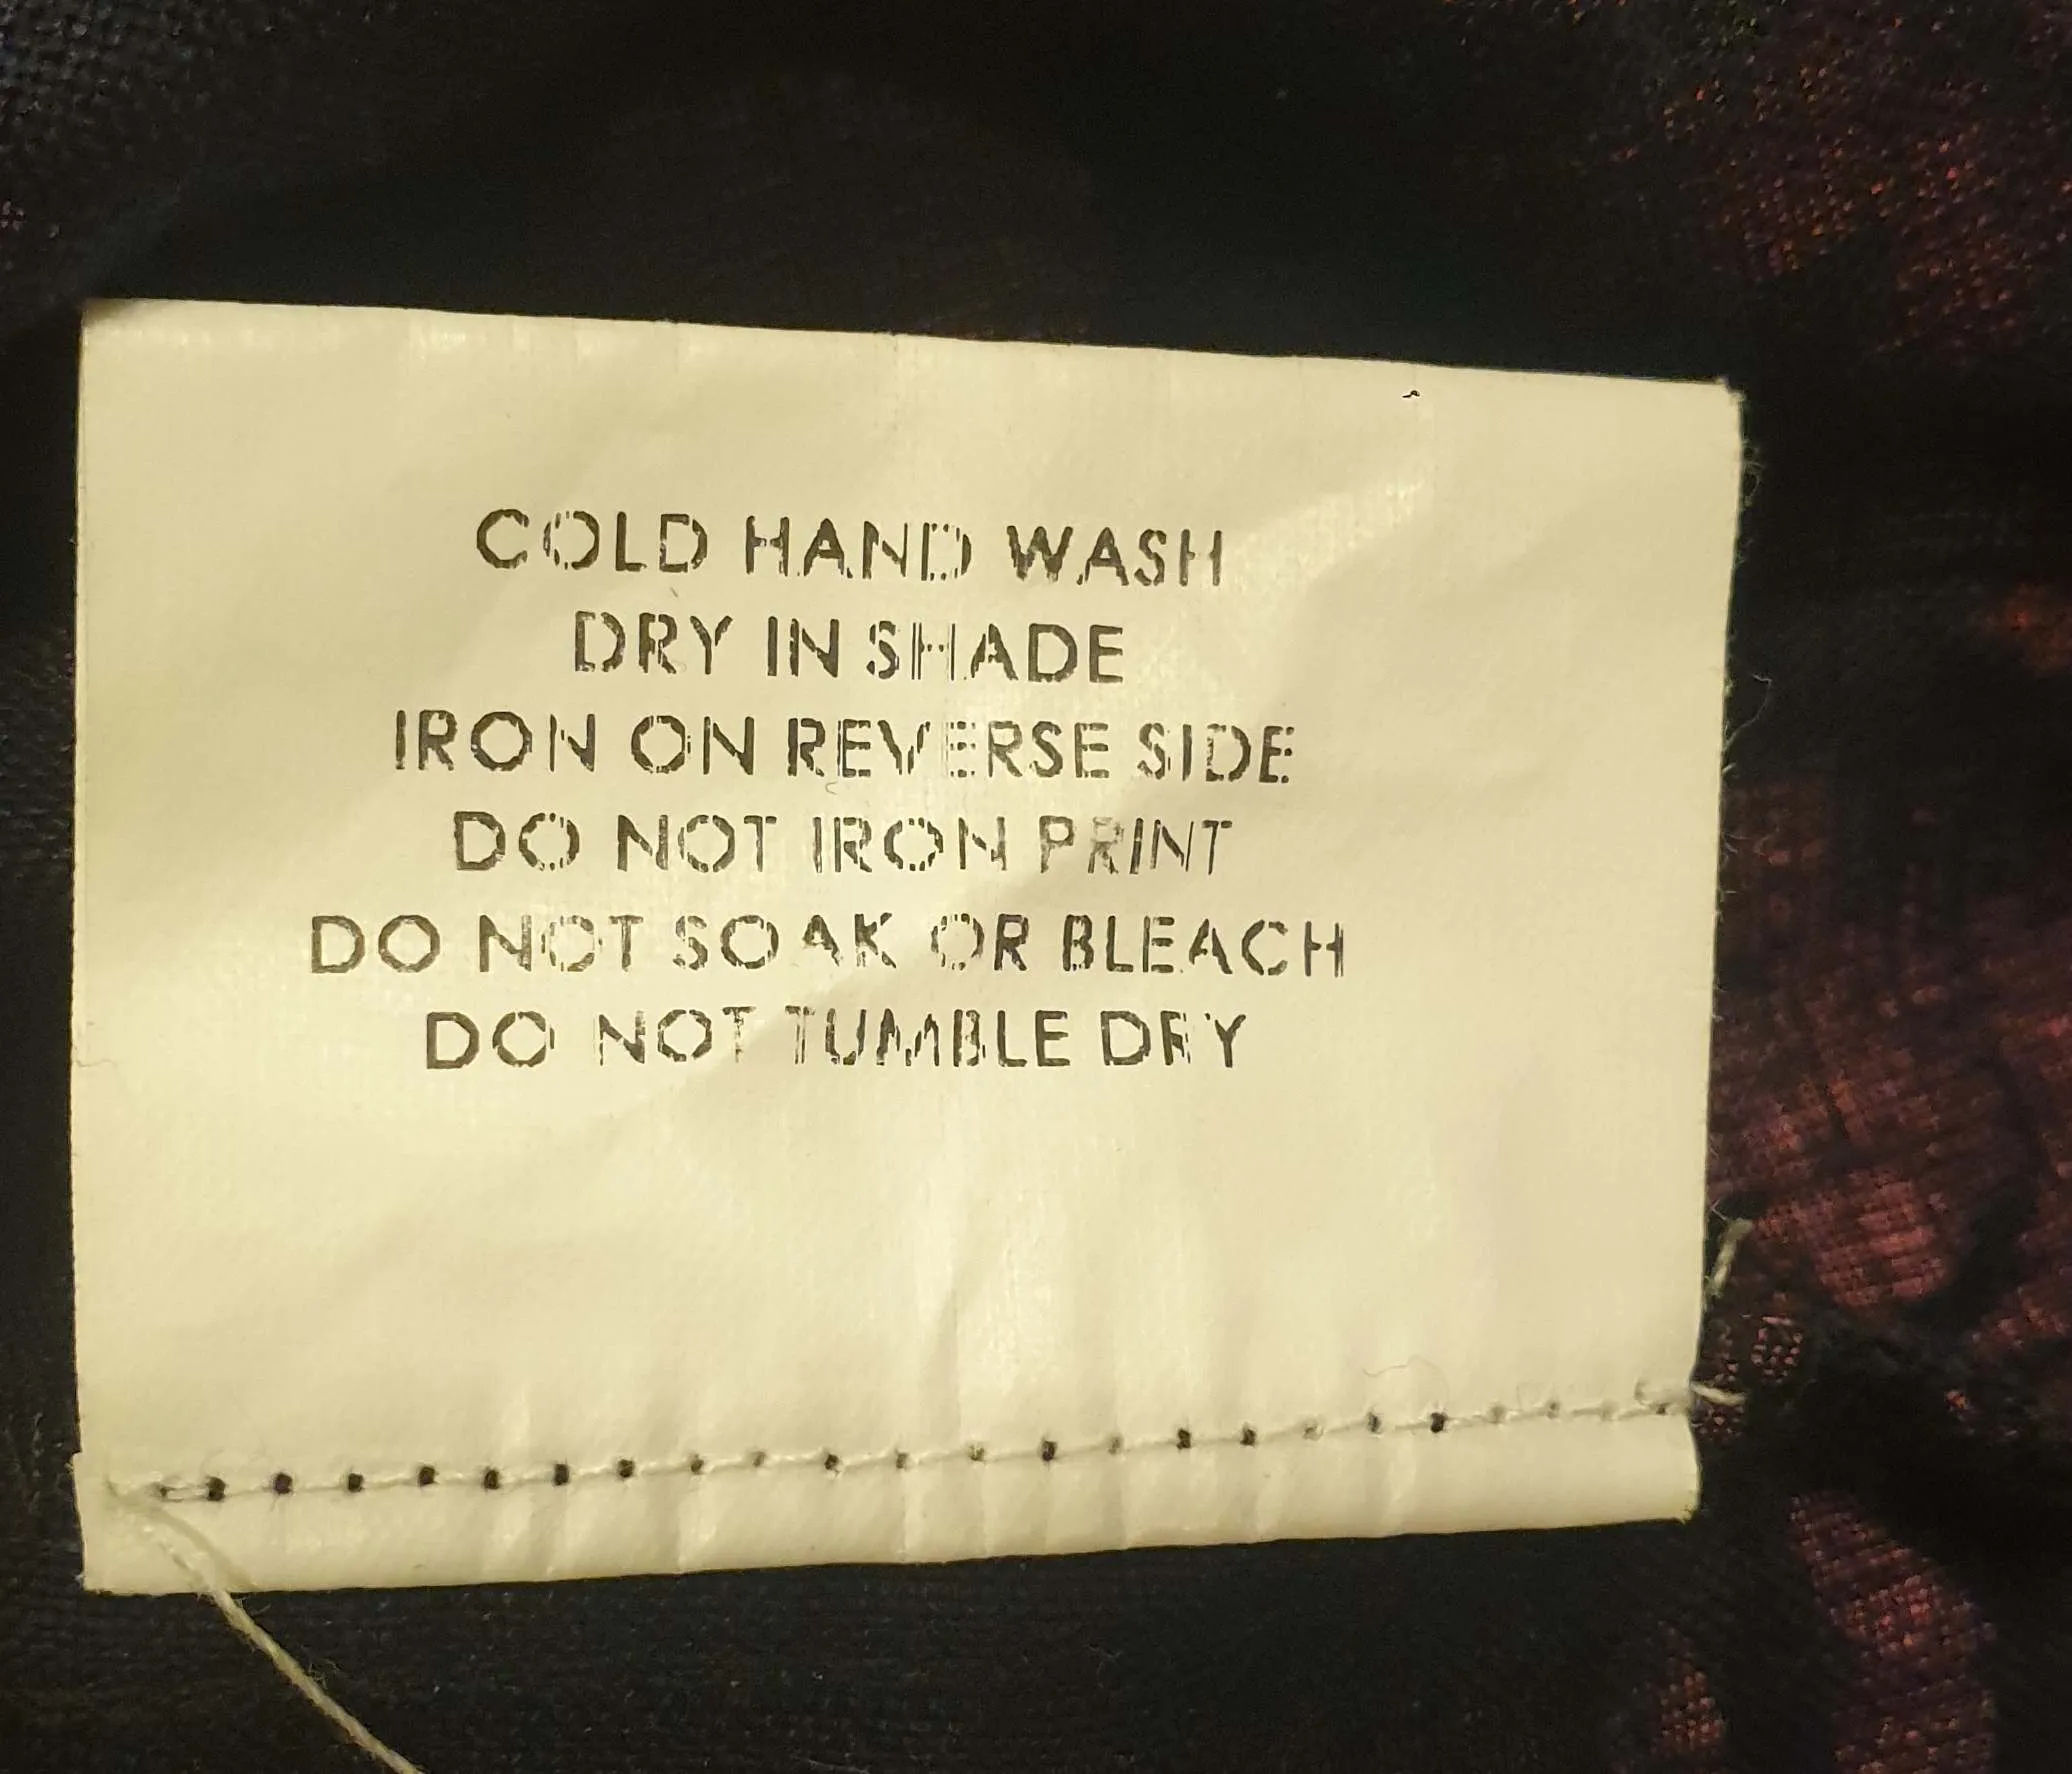 COLD HAND WASH
DRY IN SHADE
IRON ON REVERSE SIDE
DO NOT IRON PRINT
DO NOT SOAK OR BLEACH
DO NOT TUMBLE DRY